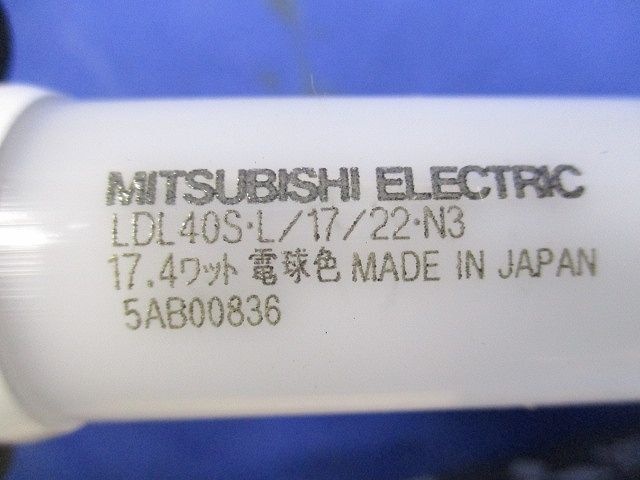 MITSUBISHI ELECTRIC
LDL40S・L/17/22・N3
17.4ワット 電球色 MADE IN JAPAN
5AB00836